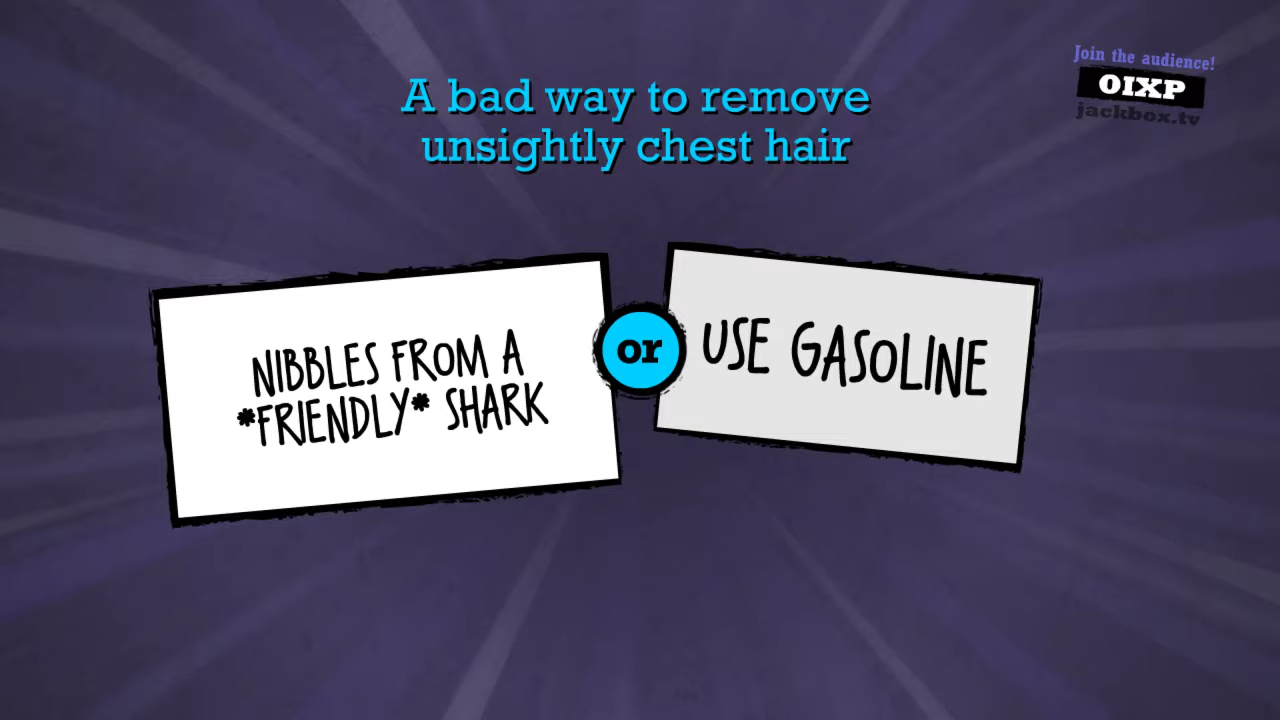 Join the audience!
OIXP
jackbox.tv
A bad way to remove
unsightly chest hair
NIBBLES FROM A
*FRIENDLY* SHARK
or
USE GASOLINE